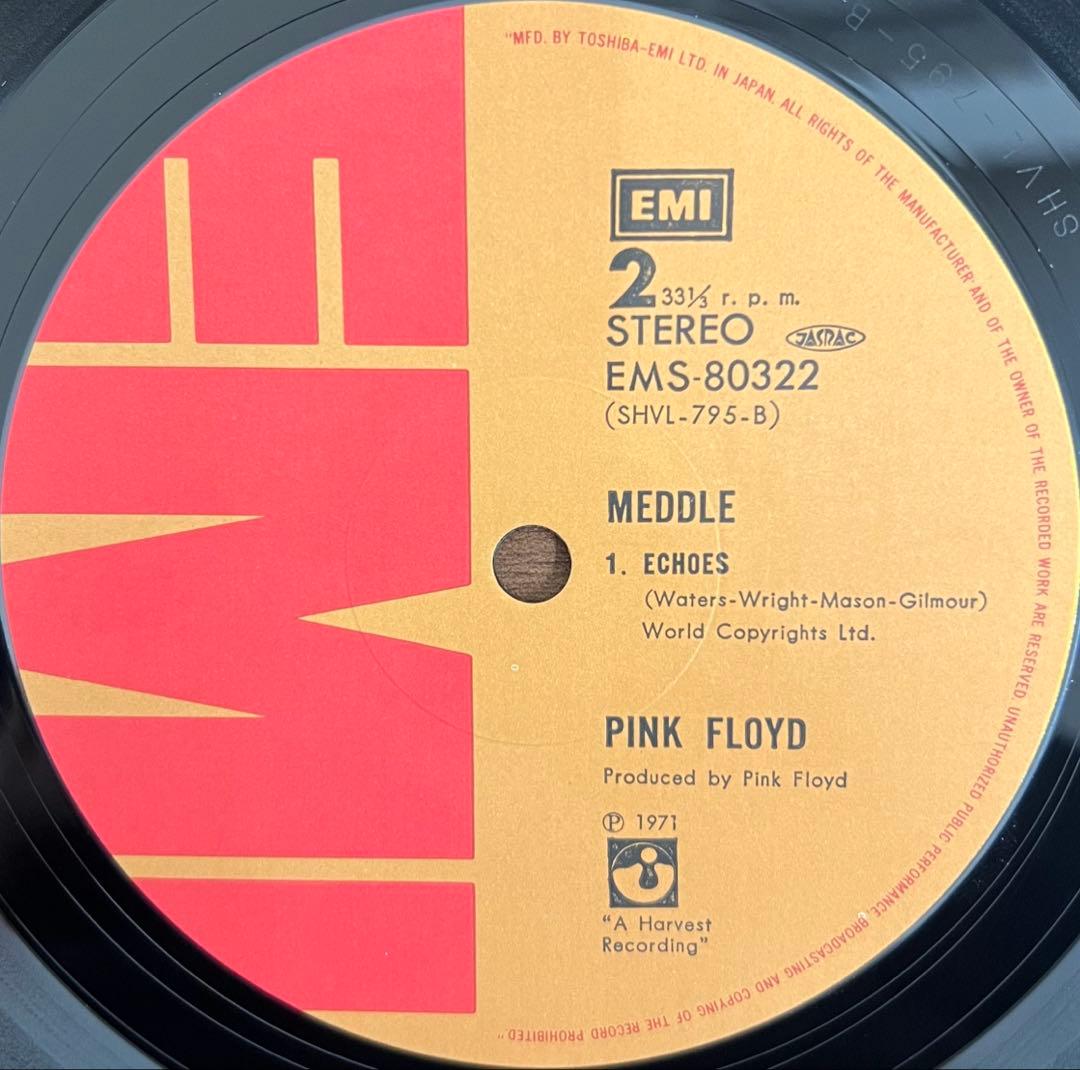 "MFD. BY TOSHIBA-EMI LTD. IN JAPAN. ALL RIGHTS OF THE MANUFACTURER AND OF THE OWNER OF THE RECORDED WORK ARE RESERVED. UNAUTHORIZED PUBLIC PERFORMANCE, BROADCASTING AND COPYING OF THE RECORD PROHIBITED"
SHVL-795-B
EMI
EMI
2 33⅓ r. p. m.
STEREO JASRAC
EMS-80322
(SHVL-795-B)
MEDDLE
1. ECHOES
(Waters-Wright-Mason-Gilmour)
World Copyrights Ltd.
PINK FLOYD
Produced by Pink Floyd
℗ 1971
"A Harvest
Recording"